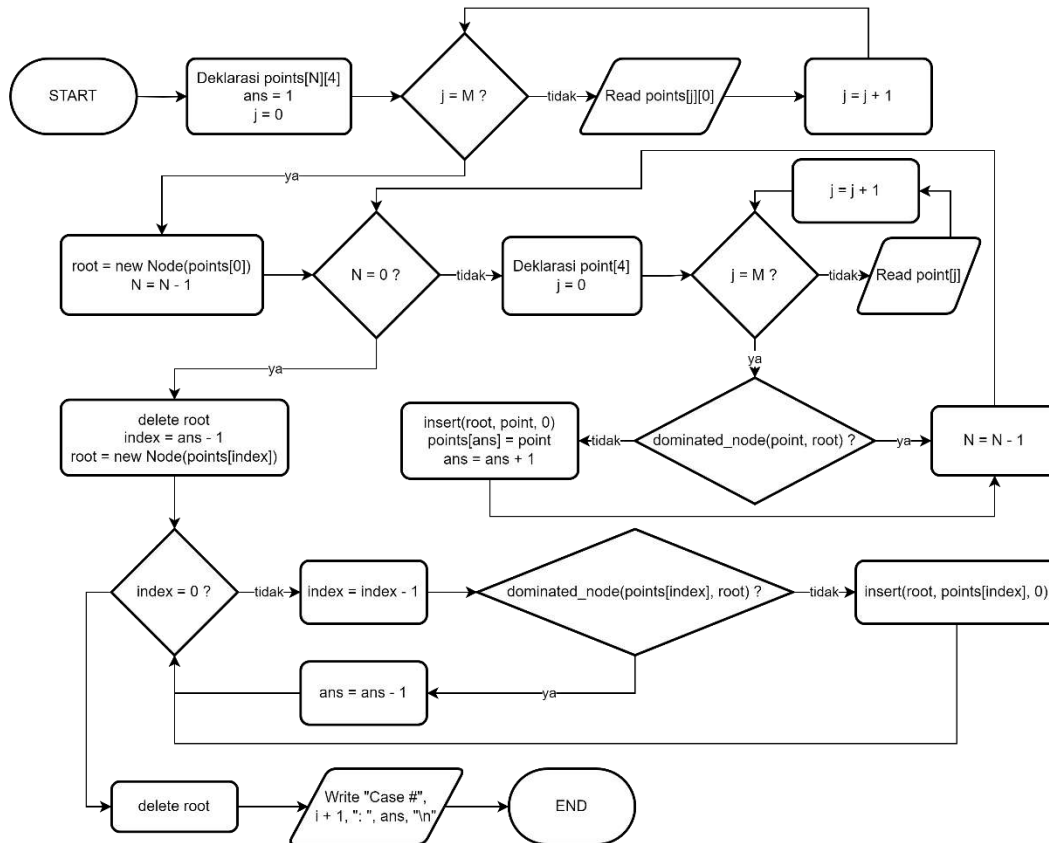 START
Deklarasi points[N][4]
ans = 1
j = 0
j = M ?
tidak
Read points[j][0]
j = j + 1
ya
root = new Node(points[0])
N = N - 1
N = 0 ?
tidak
Deklarasi point[4]
j = 0
j = M ?
tidak
Read point[j]
j = j + 1
ya
ya
delete root
index = ans - 1
root = new Node(points[index])
insert(root, point, 0)
points[ans] = point
ans = ans + 1
tidak
dominated_node(point, root) ?
ya
N = N - 1
index = 0 ?
tidak
index = index - 1
dominated_node(points[index], root) ?
tidak
insert(root, points[index], 0)
ans = ans - 1
ya
delete root
Write "Case #",
i + 1, ": ", ans, "\n"
END